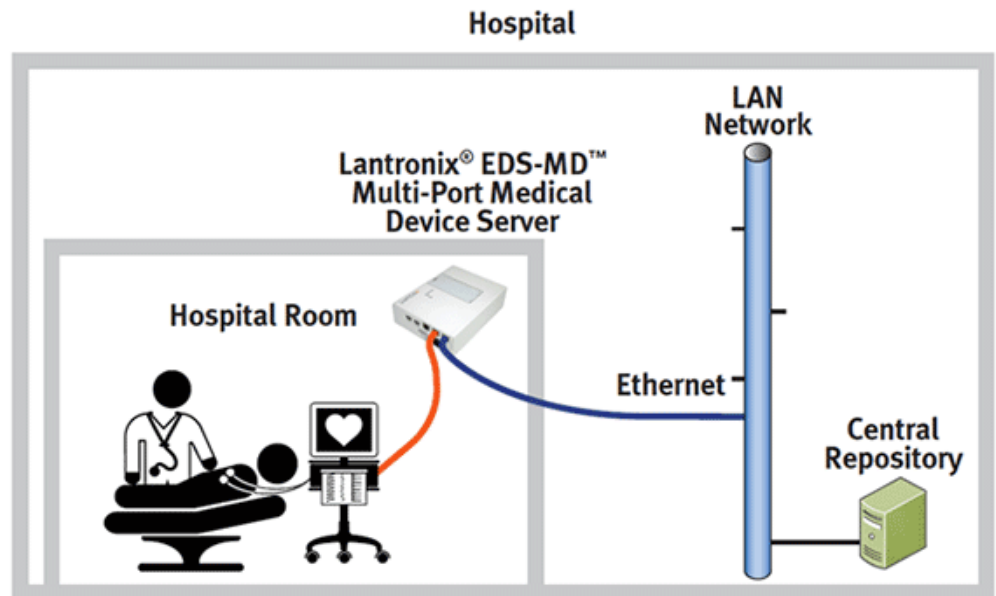 Hospital
LAN
Network
Lantronix® EDS-MD™
Multi-Port Medical
Device Server
Hospital Room
Ethernet
Central
Repository